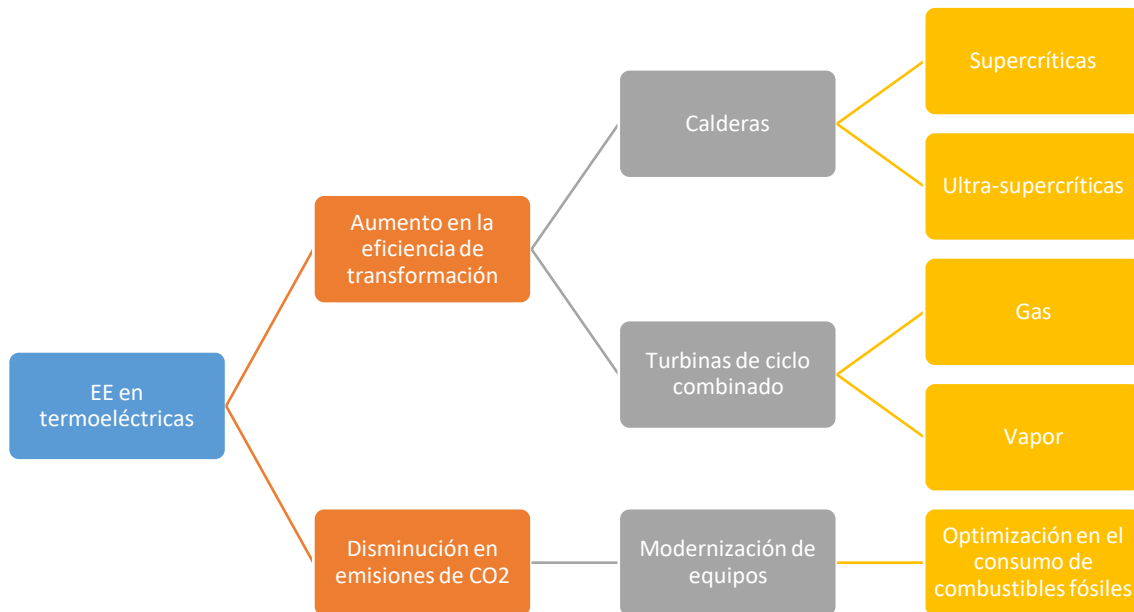 EE en
termoeléctricas
Aumento en la
eficiencia de
transformación
Calderas
Supercríticas
Ultra-supercríticas
Turbinas de ciclo
combinado
Gas
Vapor
Disminución en
emisiones de CO2
Modernización de
equipos
Optimización en el
consumo de
combustibles fósiles